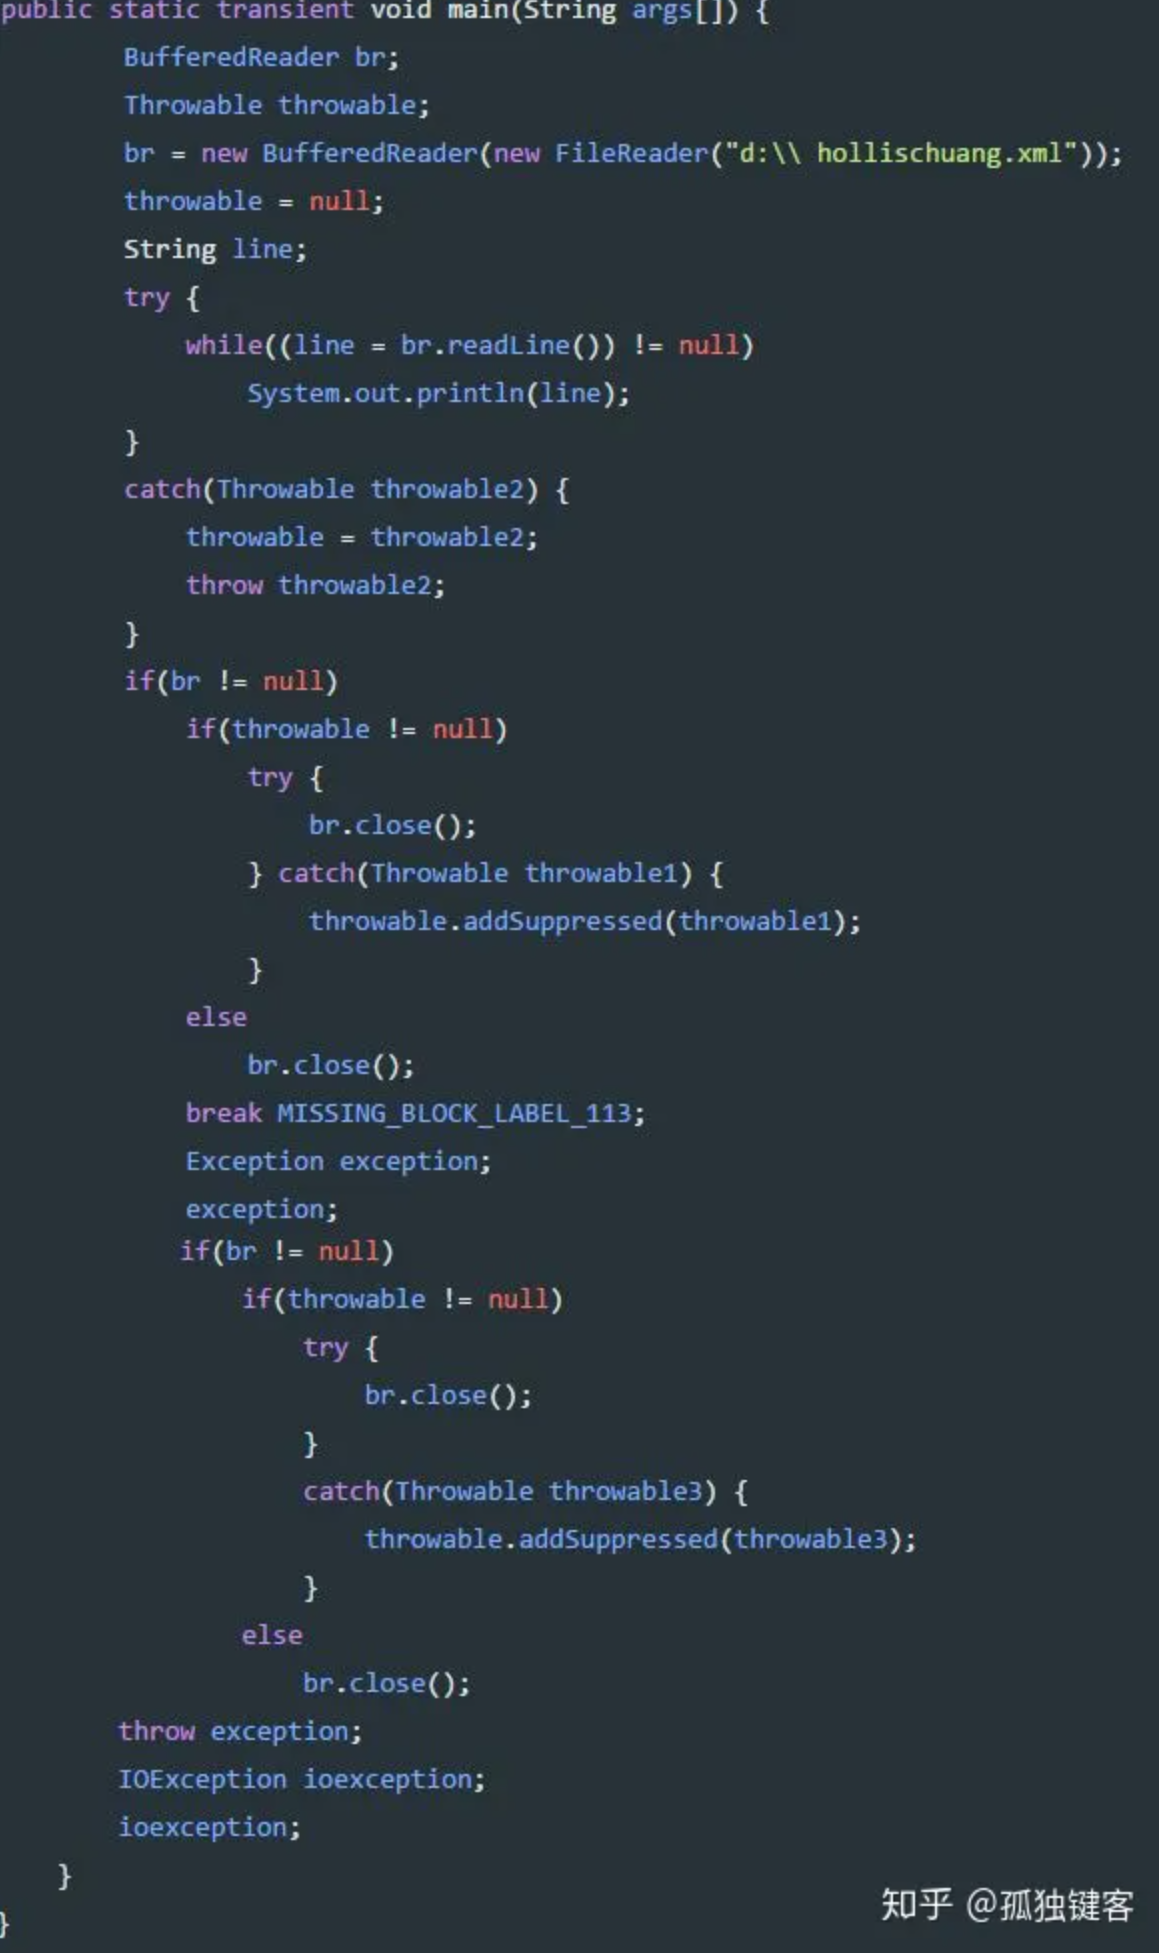 public static transient void main(String args[]) {
BufferedReader br;
Throwable throwable;
br = new BufferedReader(new FileReader("d:\\ hollischuang.xml"));
throwable = null;
String line;
try {
while((line = br.readLine()) != null)
System.out.println(line);
}
catch(Throwable throwable2) {
throwable = throwable2;
throw throwable2;
}
if(br != null)
if(throwable != null)
try {
br.close();
} catch(Throwable throwable1) {
throwable.addSuppressed(throwable1);
}
else
br.close();
break MISSING_BLOCK_LABEL_113;
Exception exception;
exception;
if(br != null)
if(throwable != null)
try {
br.close();
}
catch(Throwable throwable3) {
throwable.addSuppressed(throwable3);
}
else
br.close();
throw exception;
IOException ioexception;
ioexception;
}
}
知乎 @孤独键客